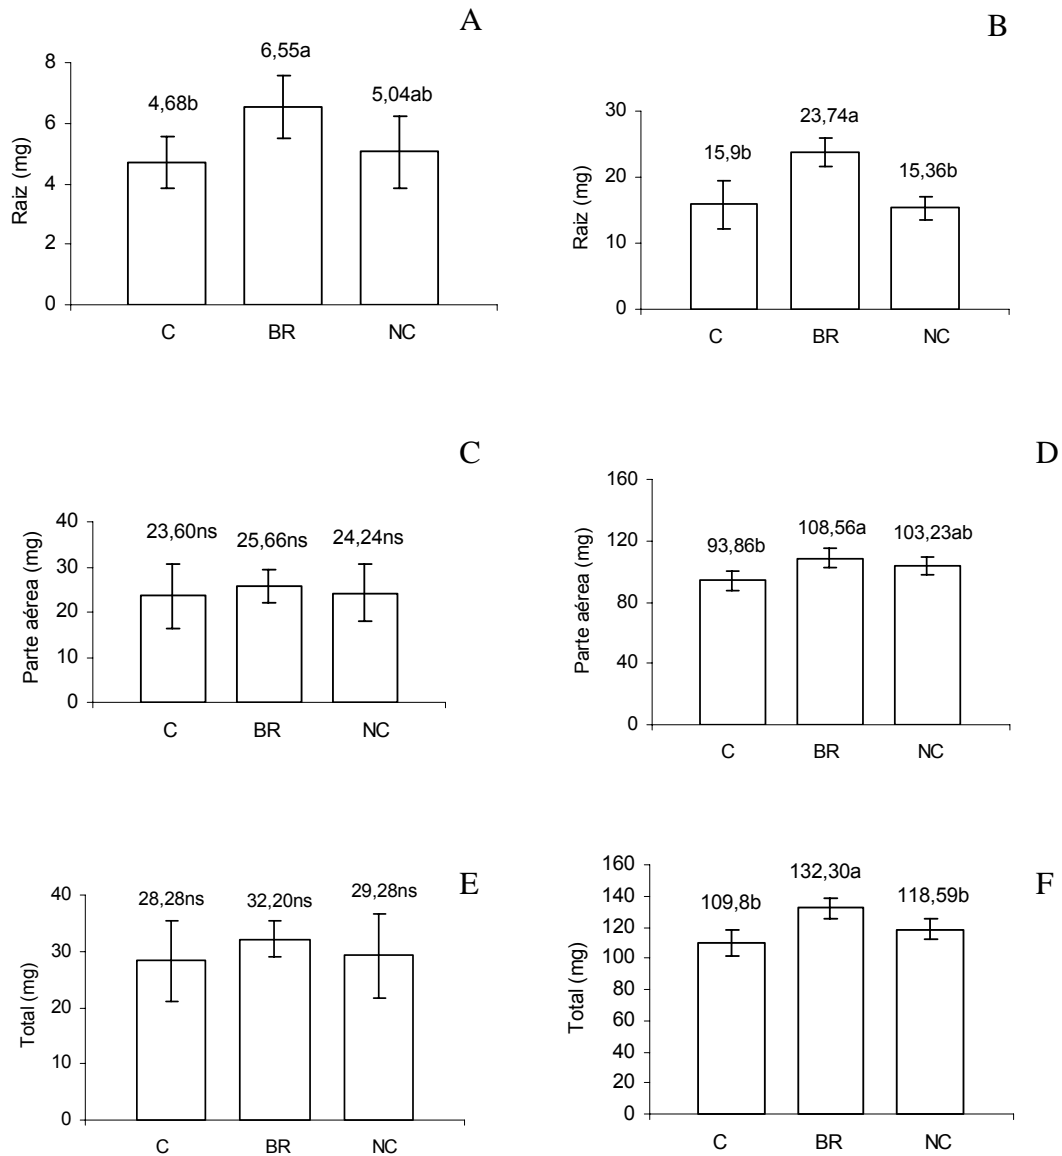 A
6,55a
4,68b
5,04ab
8
6
4
2
0
Raiz (mg)
C BR NC
B
23,74a
15,9b
15,36b
30
20
10
0
Raiz (mg)
C BR NC
C
23,60ns 25,66ns 24,24ns
40
30
20
10
0
Parte aérea (mg)
C BR NC
D
160
120
80
40
0
93,86b 108,56a 103,23ab
Parte aérea (mg)
C BR NC
E
40
30
20
10
0
28,28ns 32,20ns 29,28ns
Total (mg)
C BR NC
F
160
140
120
100
80
60
40
20
0
109,8b 132,30a 118,59b
Total (mg)
C BR NC